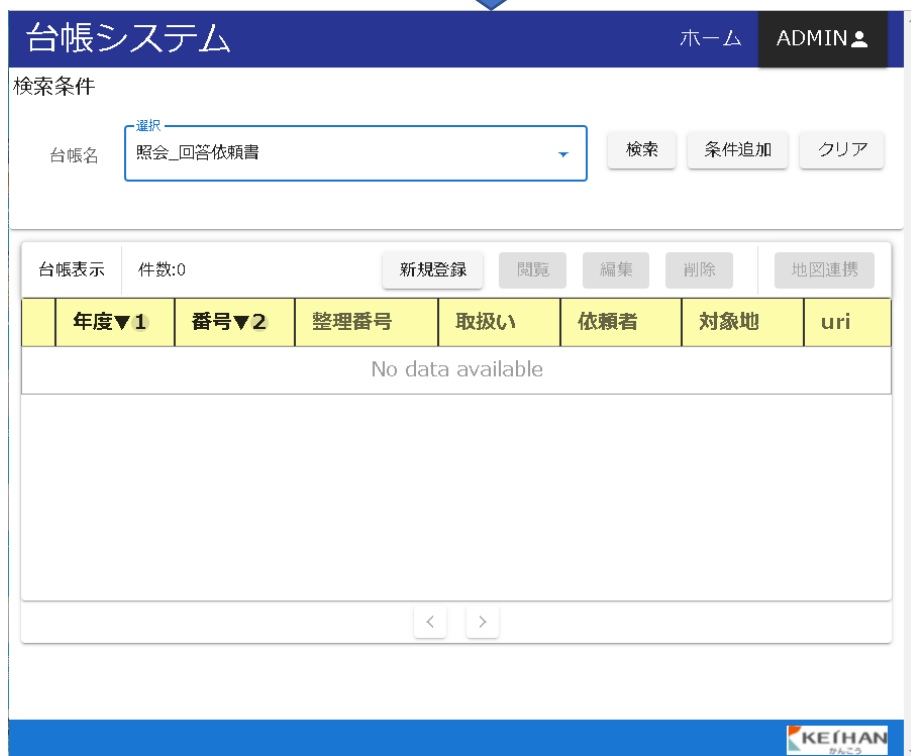 台帳システム ホーム ADMIN
検索条件
選択
台帳名 照会_回答依頼書 検索 条件追加 クリア
台帳表示 件数:0 新規登録 閲覧 編集 削除 地図連携
年度▼1 番号▼2 整理番号 取扱い 依頼者 対象地 uri
No data available
< >
KEIHAN
かんこう